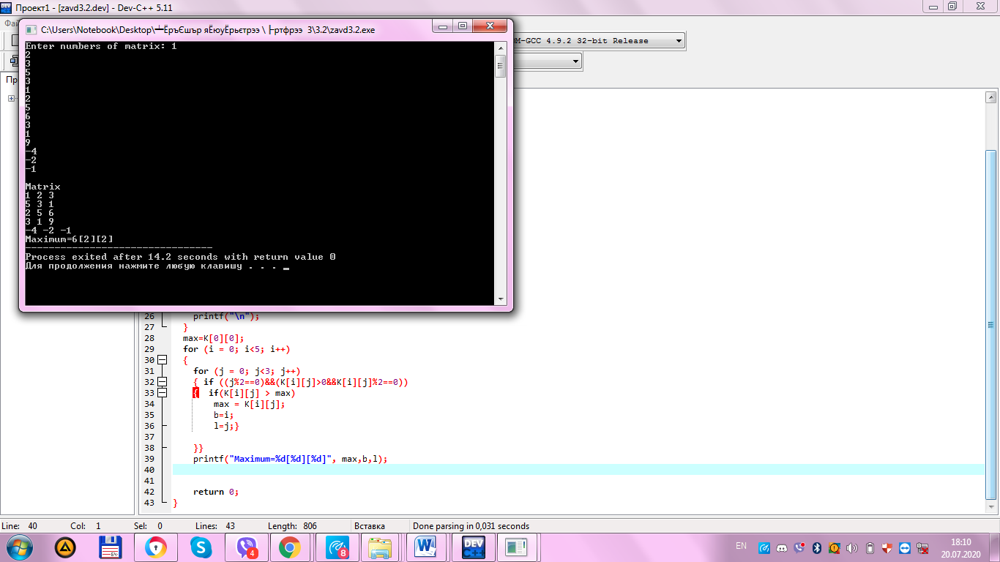 Проект1 - [zavd3.2.dev] - Dev-C++ 5.11
C:\Users\Notebook\Desktop\
3\3.2\zavd3.2.exe
GCC 4.9.2 32-bit Release
Enter numbers of matrix: 1
2
3
5
3
1
2
5
6
3
1
9
-4
-2
-1
Matrix
1 2 3
5 3 1
2 5 6
3 1 9
-4 -2 -1
Maximum=6[2][2]
--------------------------------
Process exited after 14.2 seconds with return value 0
Для продолжения нажмите любую клавишу . . . _
26 printf("\n");
27 }
28 max=K[0][0];
29 for (i = 0; i<5; i++)
30 {
31 for (j = 0; j<3; j++)
32 { if ((j%2==0)&&(K[i][j]>0&&K[i][j]%2==0))
33 { if(K[i][j] > max)
34 max = K[i][j];
35 b=i;
36 l=j;}
37
38 }}
39 printf("Maximum=%d[%d][%d]", max,b,l);
40
41
42 return 0;
43 }
Line: 40 Col: 1 Sel: 0 Lines: 43 Length: 806 Вставка Done parsing in 0,031 seconds
64
4
8
W
DEV C++
EN
18:10
20.07.2020